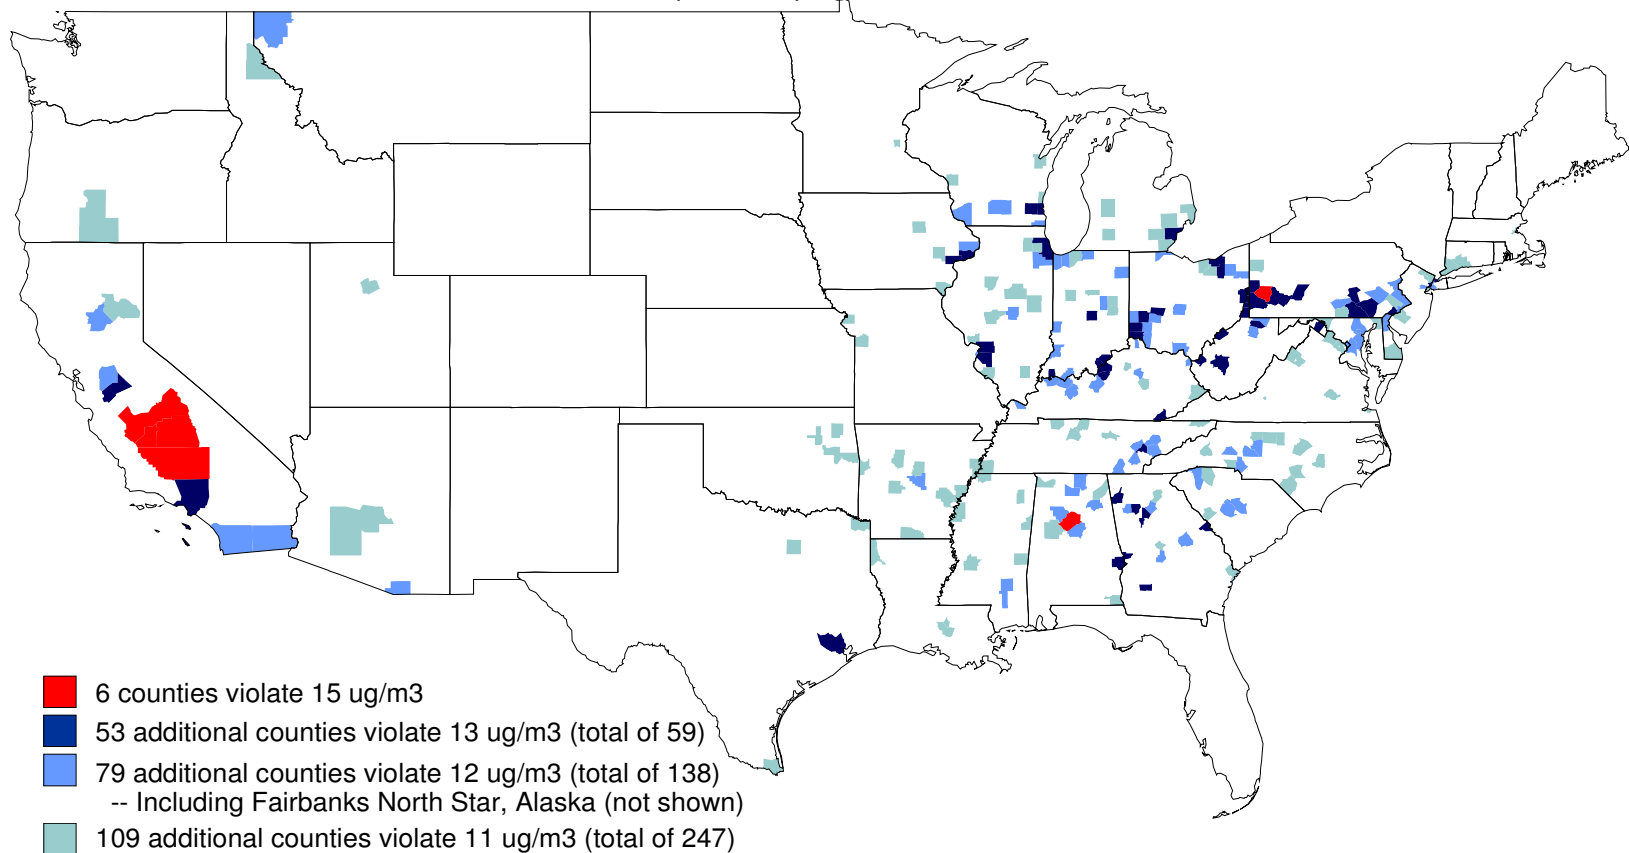 6 counties violate 15 ug/m3
53 additional counties violate 13 ug/m3 (total of 59)
79 additional counties violate 12 ug/m3 (total of 138)
-- Including Fairbanks North Star, Alaska (not shown)
109 additional counties violate 11 ug/m3 (total of 247)